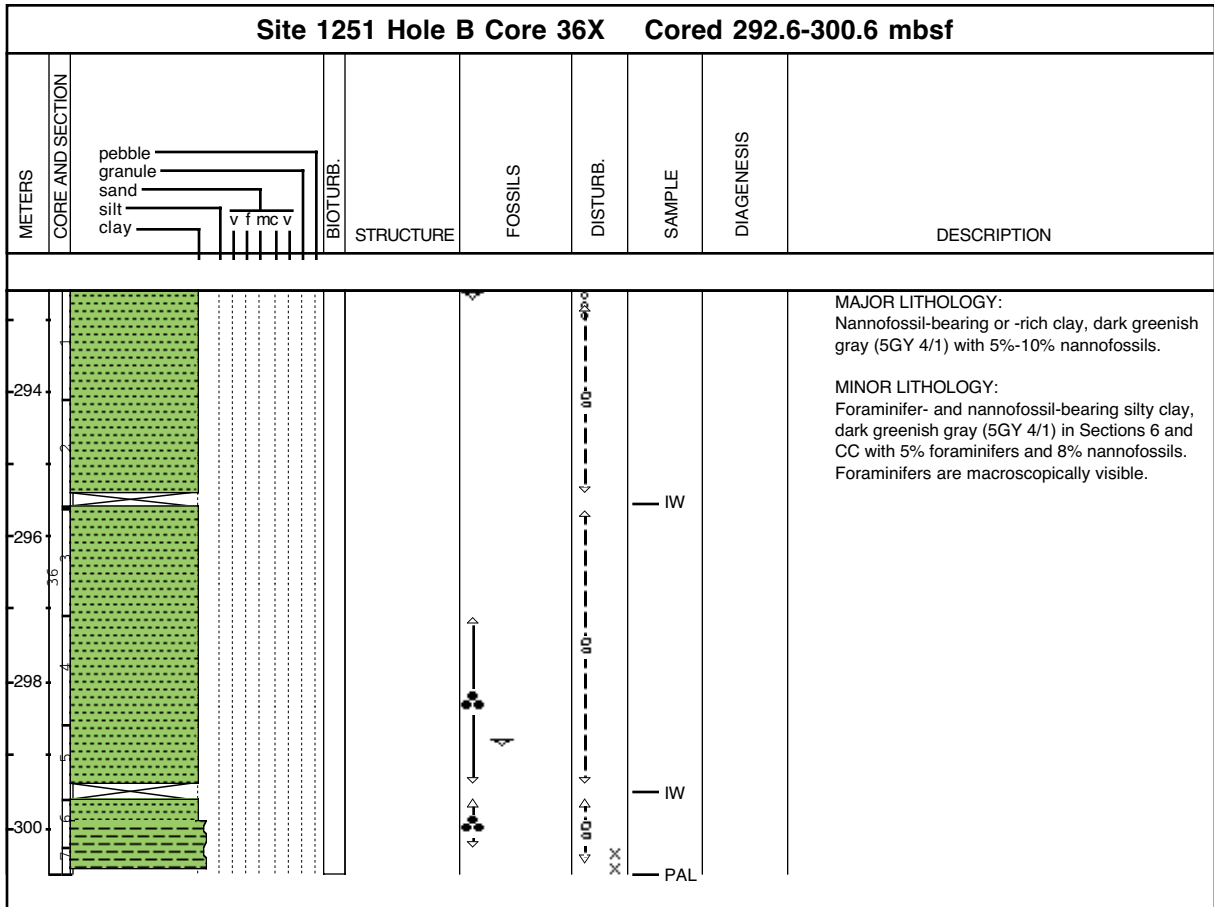 Site 1251 Hole B Core 36X Cored 292.6-300.6 mbsf
METERS
CORE AND SECTION
pebble
granule
sand
silt
clay
v f mc v
BIOTURB.
STRUCTURE
FOSSILS
DISTURB.
SAMPLE
DIAGENESIS
DESCRIPTION
MAJOR LITHOLOGY:
Nannofossil-bearing or -rich clay, dark greenish
gray (5GY 4/1) with 5%-10% nannofossils.
MINOR LITHOLOGY:
Foraminifer- and nannofossil-bearing silty clay,
dark greenish gray (5GY 4/1) in Sections 6 and
CC with 5% foraminifers and 8% nannofossils.
Foraminifers are macroscopically visible.
1
294
2
IW
296
3
36
4
298
5
IW
6
300
7
PAL